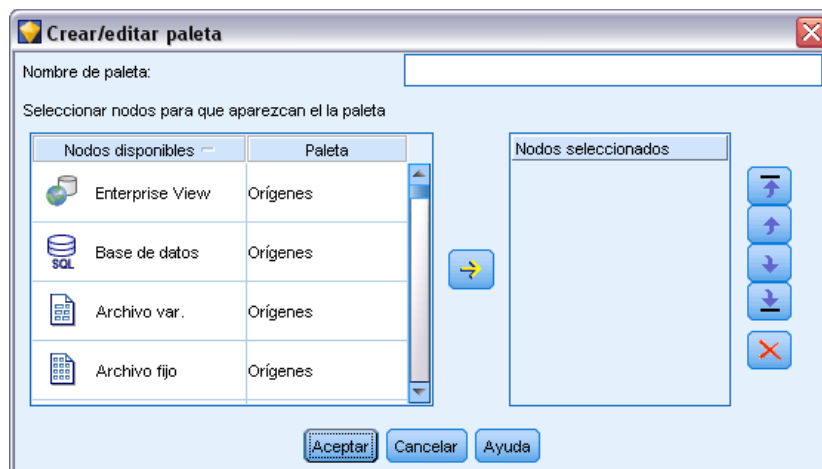 Crear/editar paleta
Nombre de paleta:
Seleccionar nodos para que aparezcan el la paleta
Nodos disponibles Paleta
Nodos seleccionados
Enterprise View Orígenes
SQL Base de datos Orígenes
Archivo var. Orígenes
Archivo fijo Orígenes
Aceptar Cancelar Ayuda